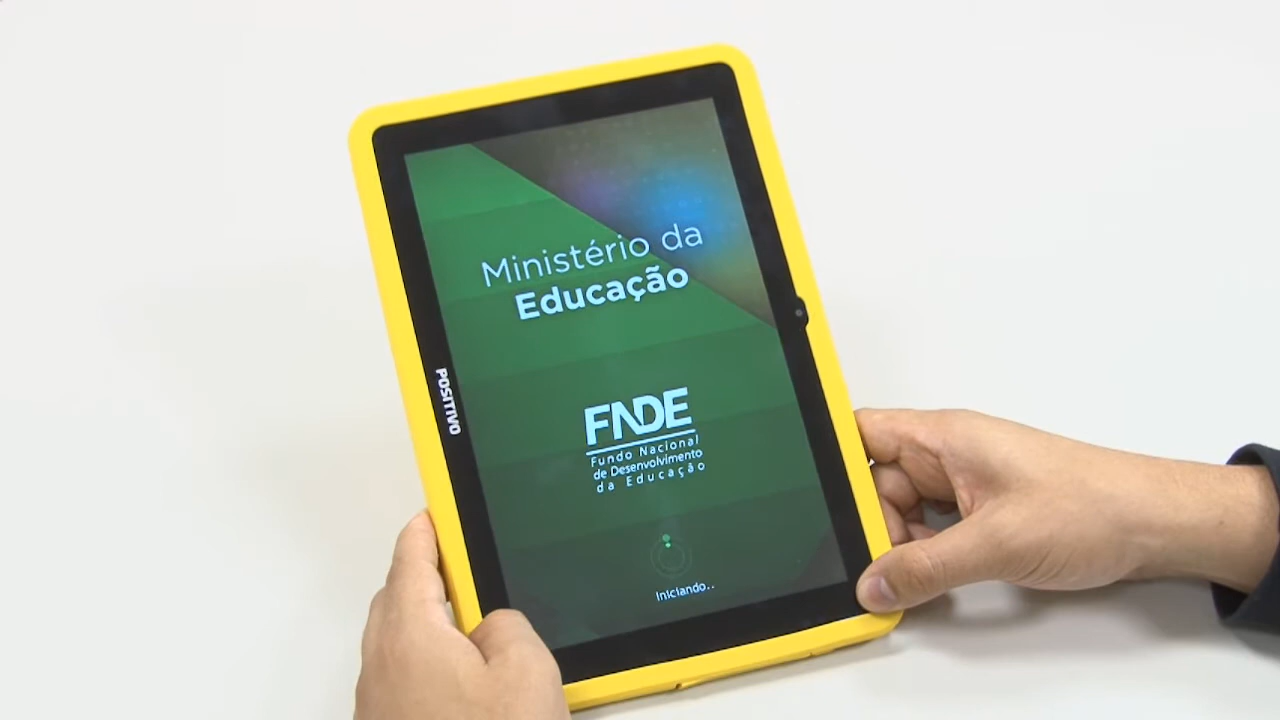 Ministério da
Educação
POSITIVO
FNDE
Fundo Nacional
de Desenvolvimento
da Educação
Iniciando..